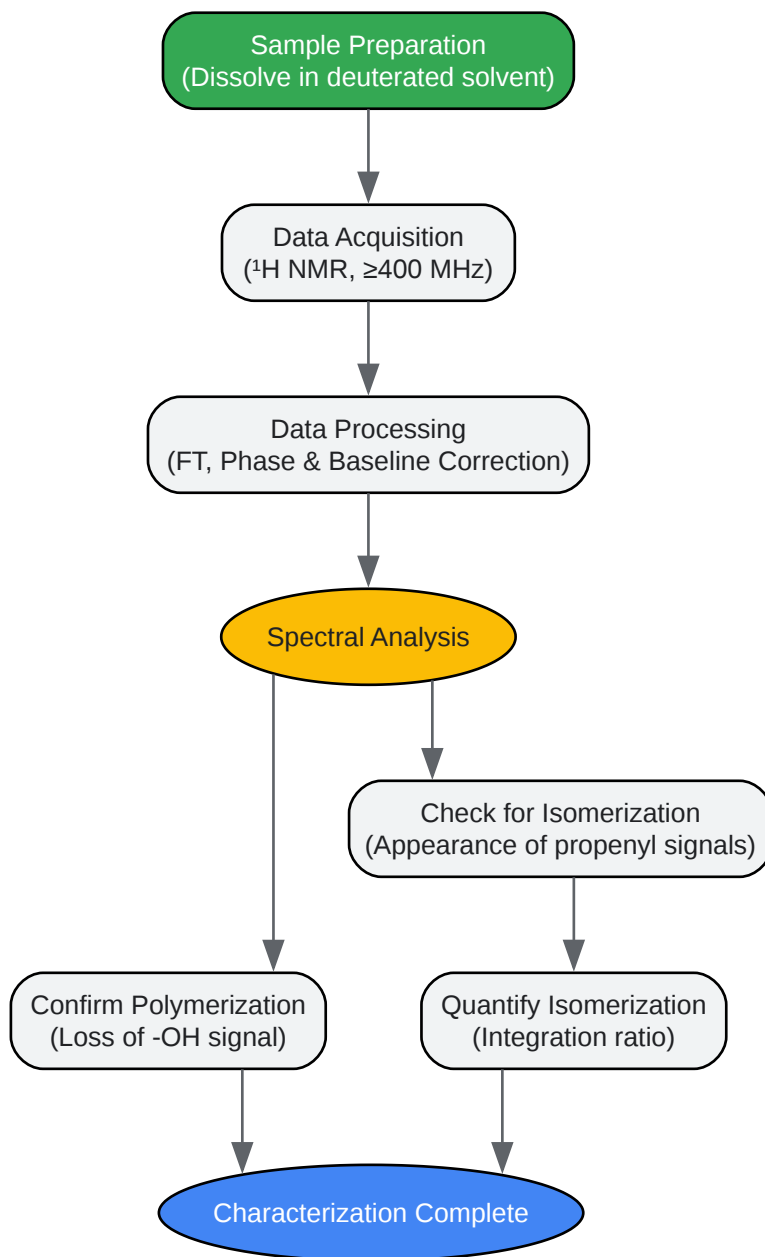 Sample Preparation
(Dissolve in deuterated solvent)
Data Acquisition
(¹H NMR, ≥400 MHz)
Data Processing
(FT, Phase & Baseline Correction)
Spectral Analysis
Check for Isomerization
(Appearance of propenyl signals)
Confirm Polymerization
(Loss of -OH signal)
Quantify Isomerization
(Integration ratio)
Characterization Complete